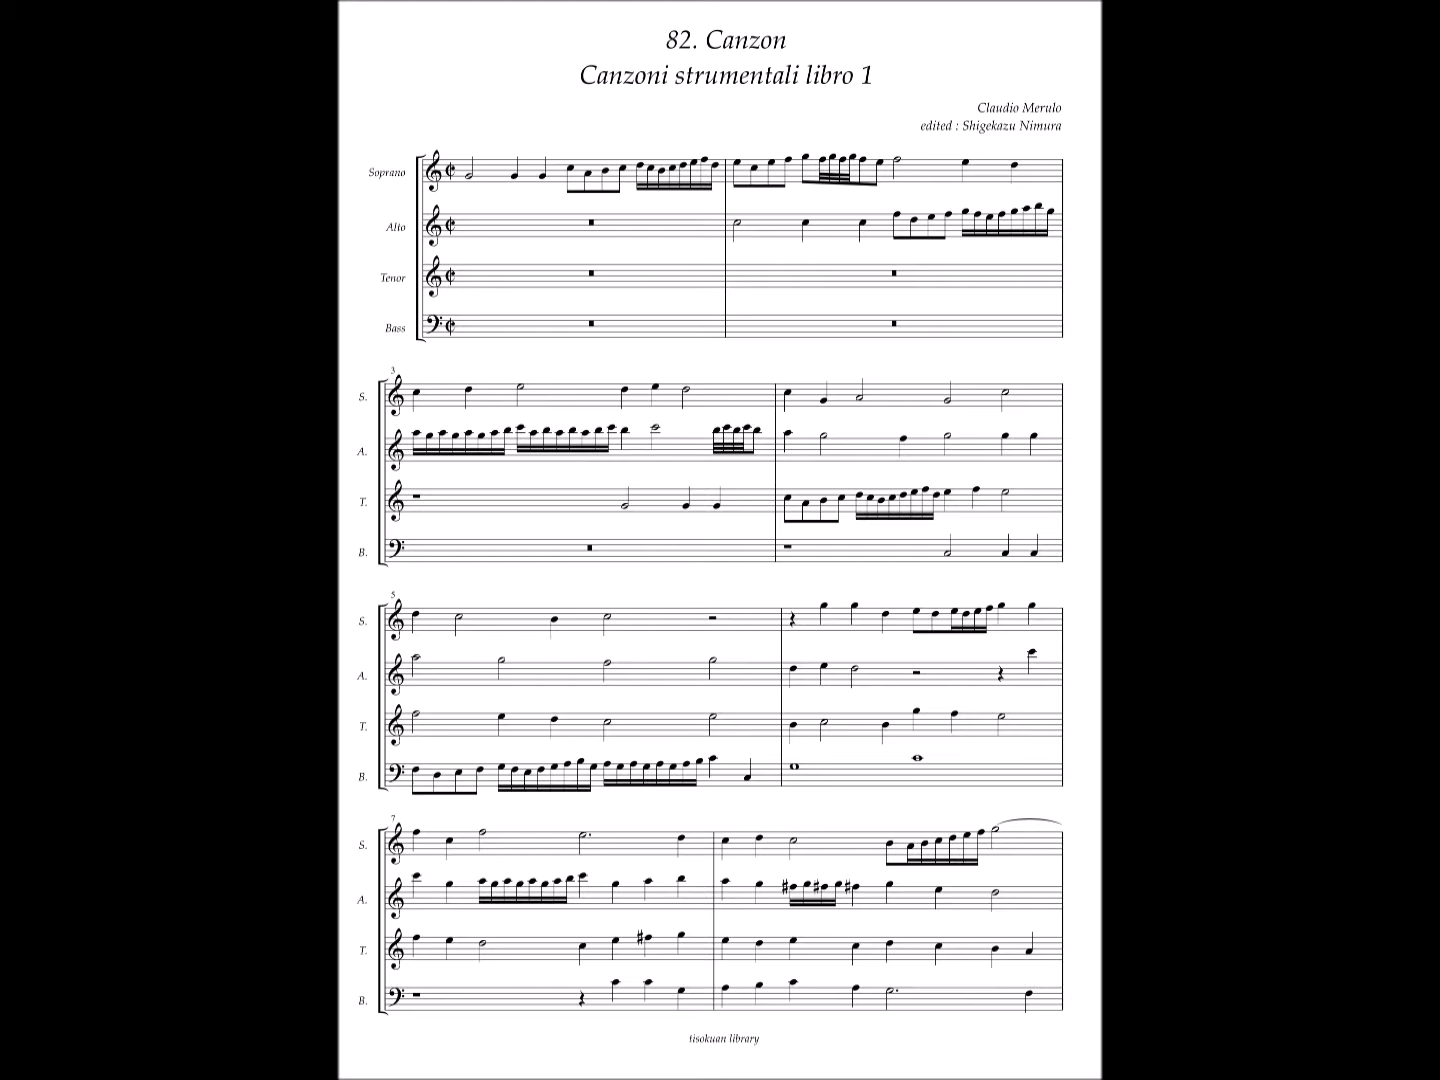 82. Canzon
Canzoni strumentali libro 1
Claudio Merulo
edited : Shigekazu Nimura
Soprano
Alto
Tenor
Bass
3
S.
A.
T.
B.
5
S.
A.
T.
B.
7
S.
A.
T.
B.
tisokuan library